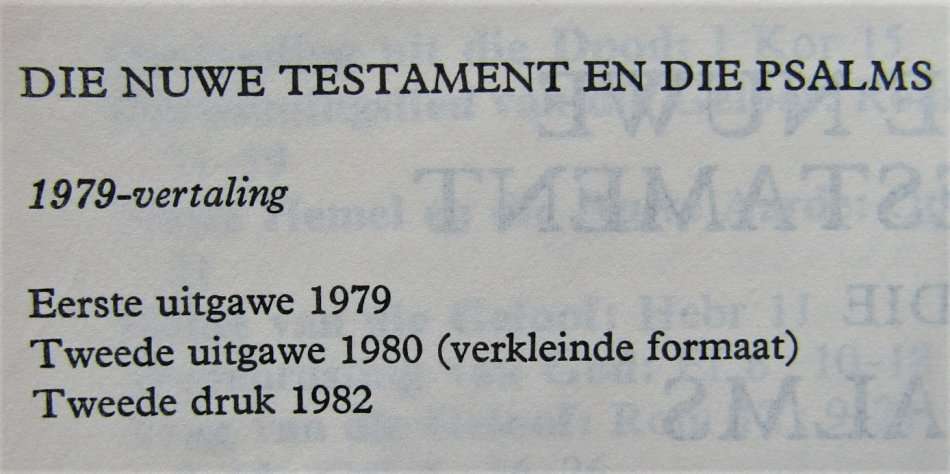 DIE NUWE TESTAMENT EN DIE PSALMS
1979-vertaling
Eerste uitgawe 1979
Tweede uitgawe 1980 (verkleinde formaat)
Tweede druk 1982